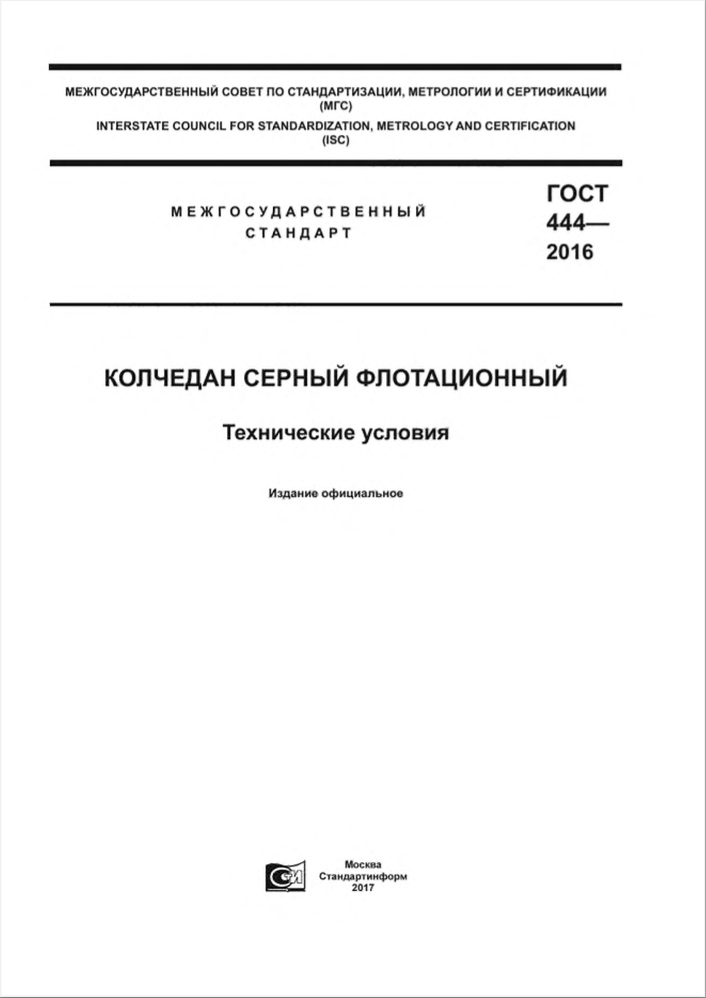 МЕЖГОСУДАРСТВЕННЫЙ СОВЕТ ПО СТАНДАРТИЗАЦИИ, МЕТРОЛОГИИ И СЕРТИФИКАЦИИ
(МГС)
INTERSTATE COUNCIL FOR STANDARDIZATION, METROLOGY AND CERTIFICATION
(ISC)
МЕЖГОСУДАРСТВЕННЫЙ
СТАНДАРТ
ГОСТ
444—
2016
КОЛЧЕДАН СЕРНЫЙ ФЛОТАЦИОННЫЙ
Технические условия
Издание официальное
Москва
Стандартинформ
2017